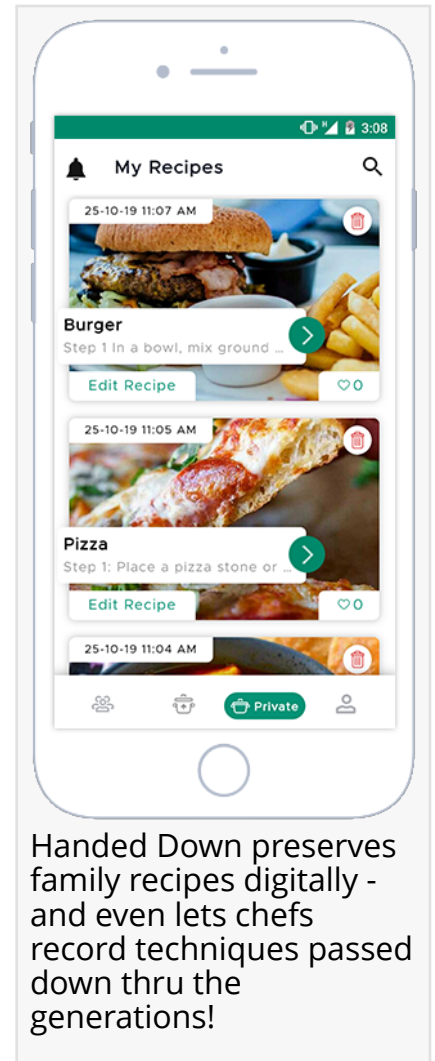 3:08
My Recipes
25-10-19 11:07 AM
Burger
Step 1 In a bowl, mix ground ...
Edit Recipe
0
25-10-19 11:05 AM
Pizza
Step 1: Place a pizza stone or ...
Edit Recipe
0
25-10-19 11:04 AM
Private
Handed Down preserves
family recipes digitally -
and even lets chefs
record techniques passed
down thru the
generations!